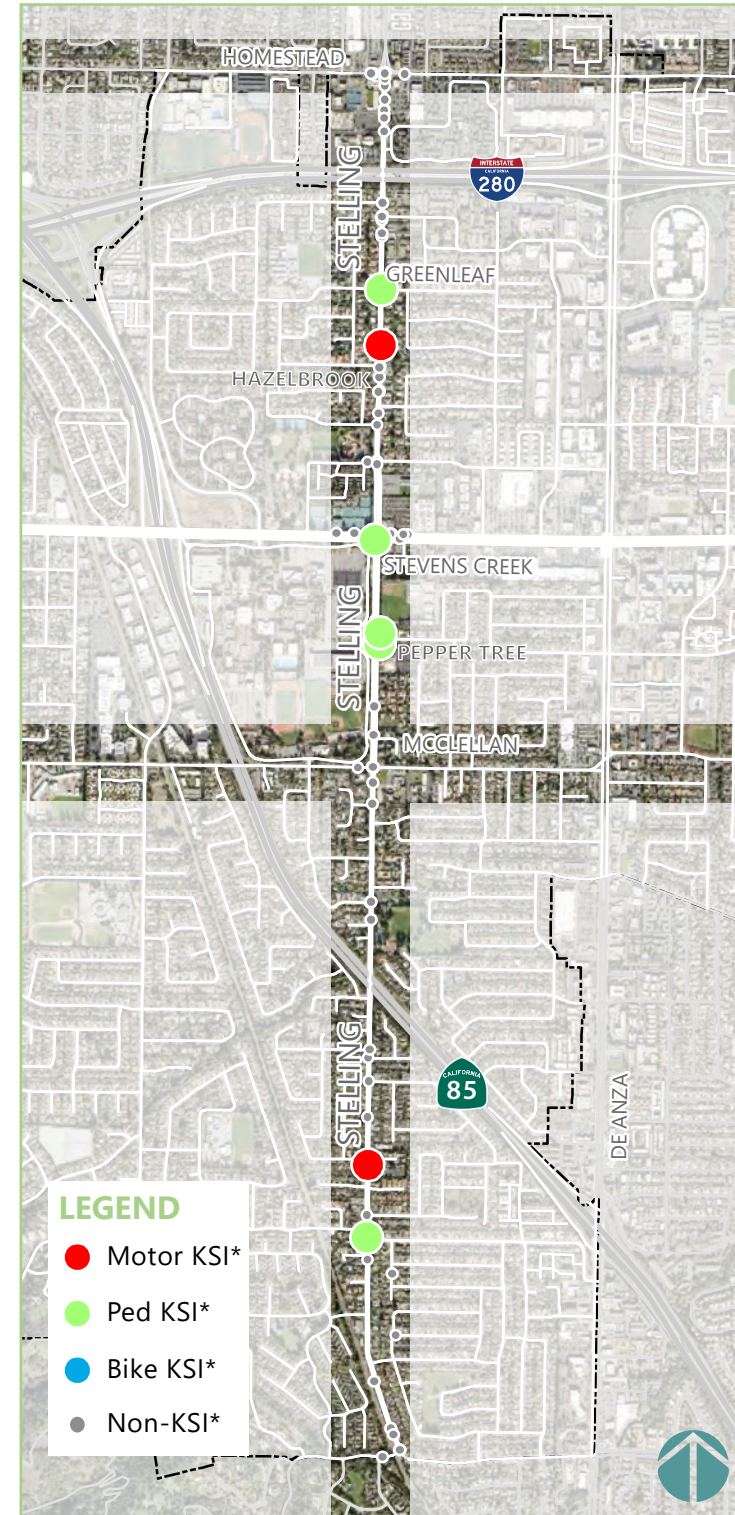 HOMESTEAD
STELLING
INTERSTATE
CALIFORNIA
280
GREENLEAF
HAZELBROOK
STEVENS CREEK
STELLING
PEPPER TREE
MCCLELLAN
STELLING
CALIFORNIA
85
DE ANZA
LEGEND
Motor KSI*
Ped KSI*
Bike KSI*
Non-KSI*